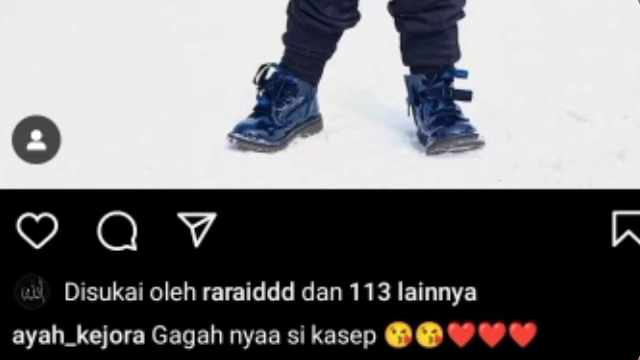 Disukai oleh raraiddd dan 113 lainnya
ayah_kejora Gagah nyaa si kasep 😘😘❤️❤️❤️